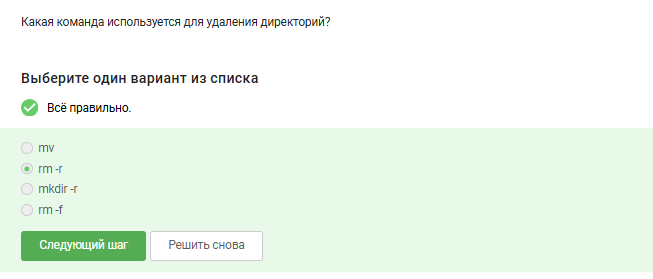 Какая команда используется для удаления директорий?
Выберите один вариант из списка
Всё правильно.
mv
rm -r
mkdir -r
rm -f
Следующий шаг Решить снова